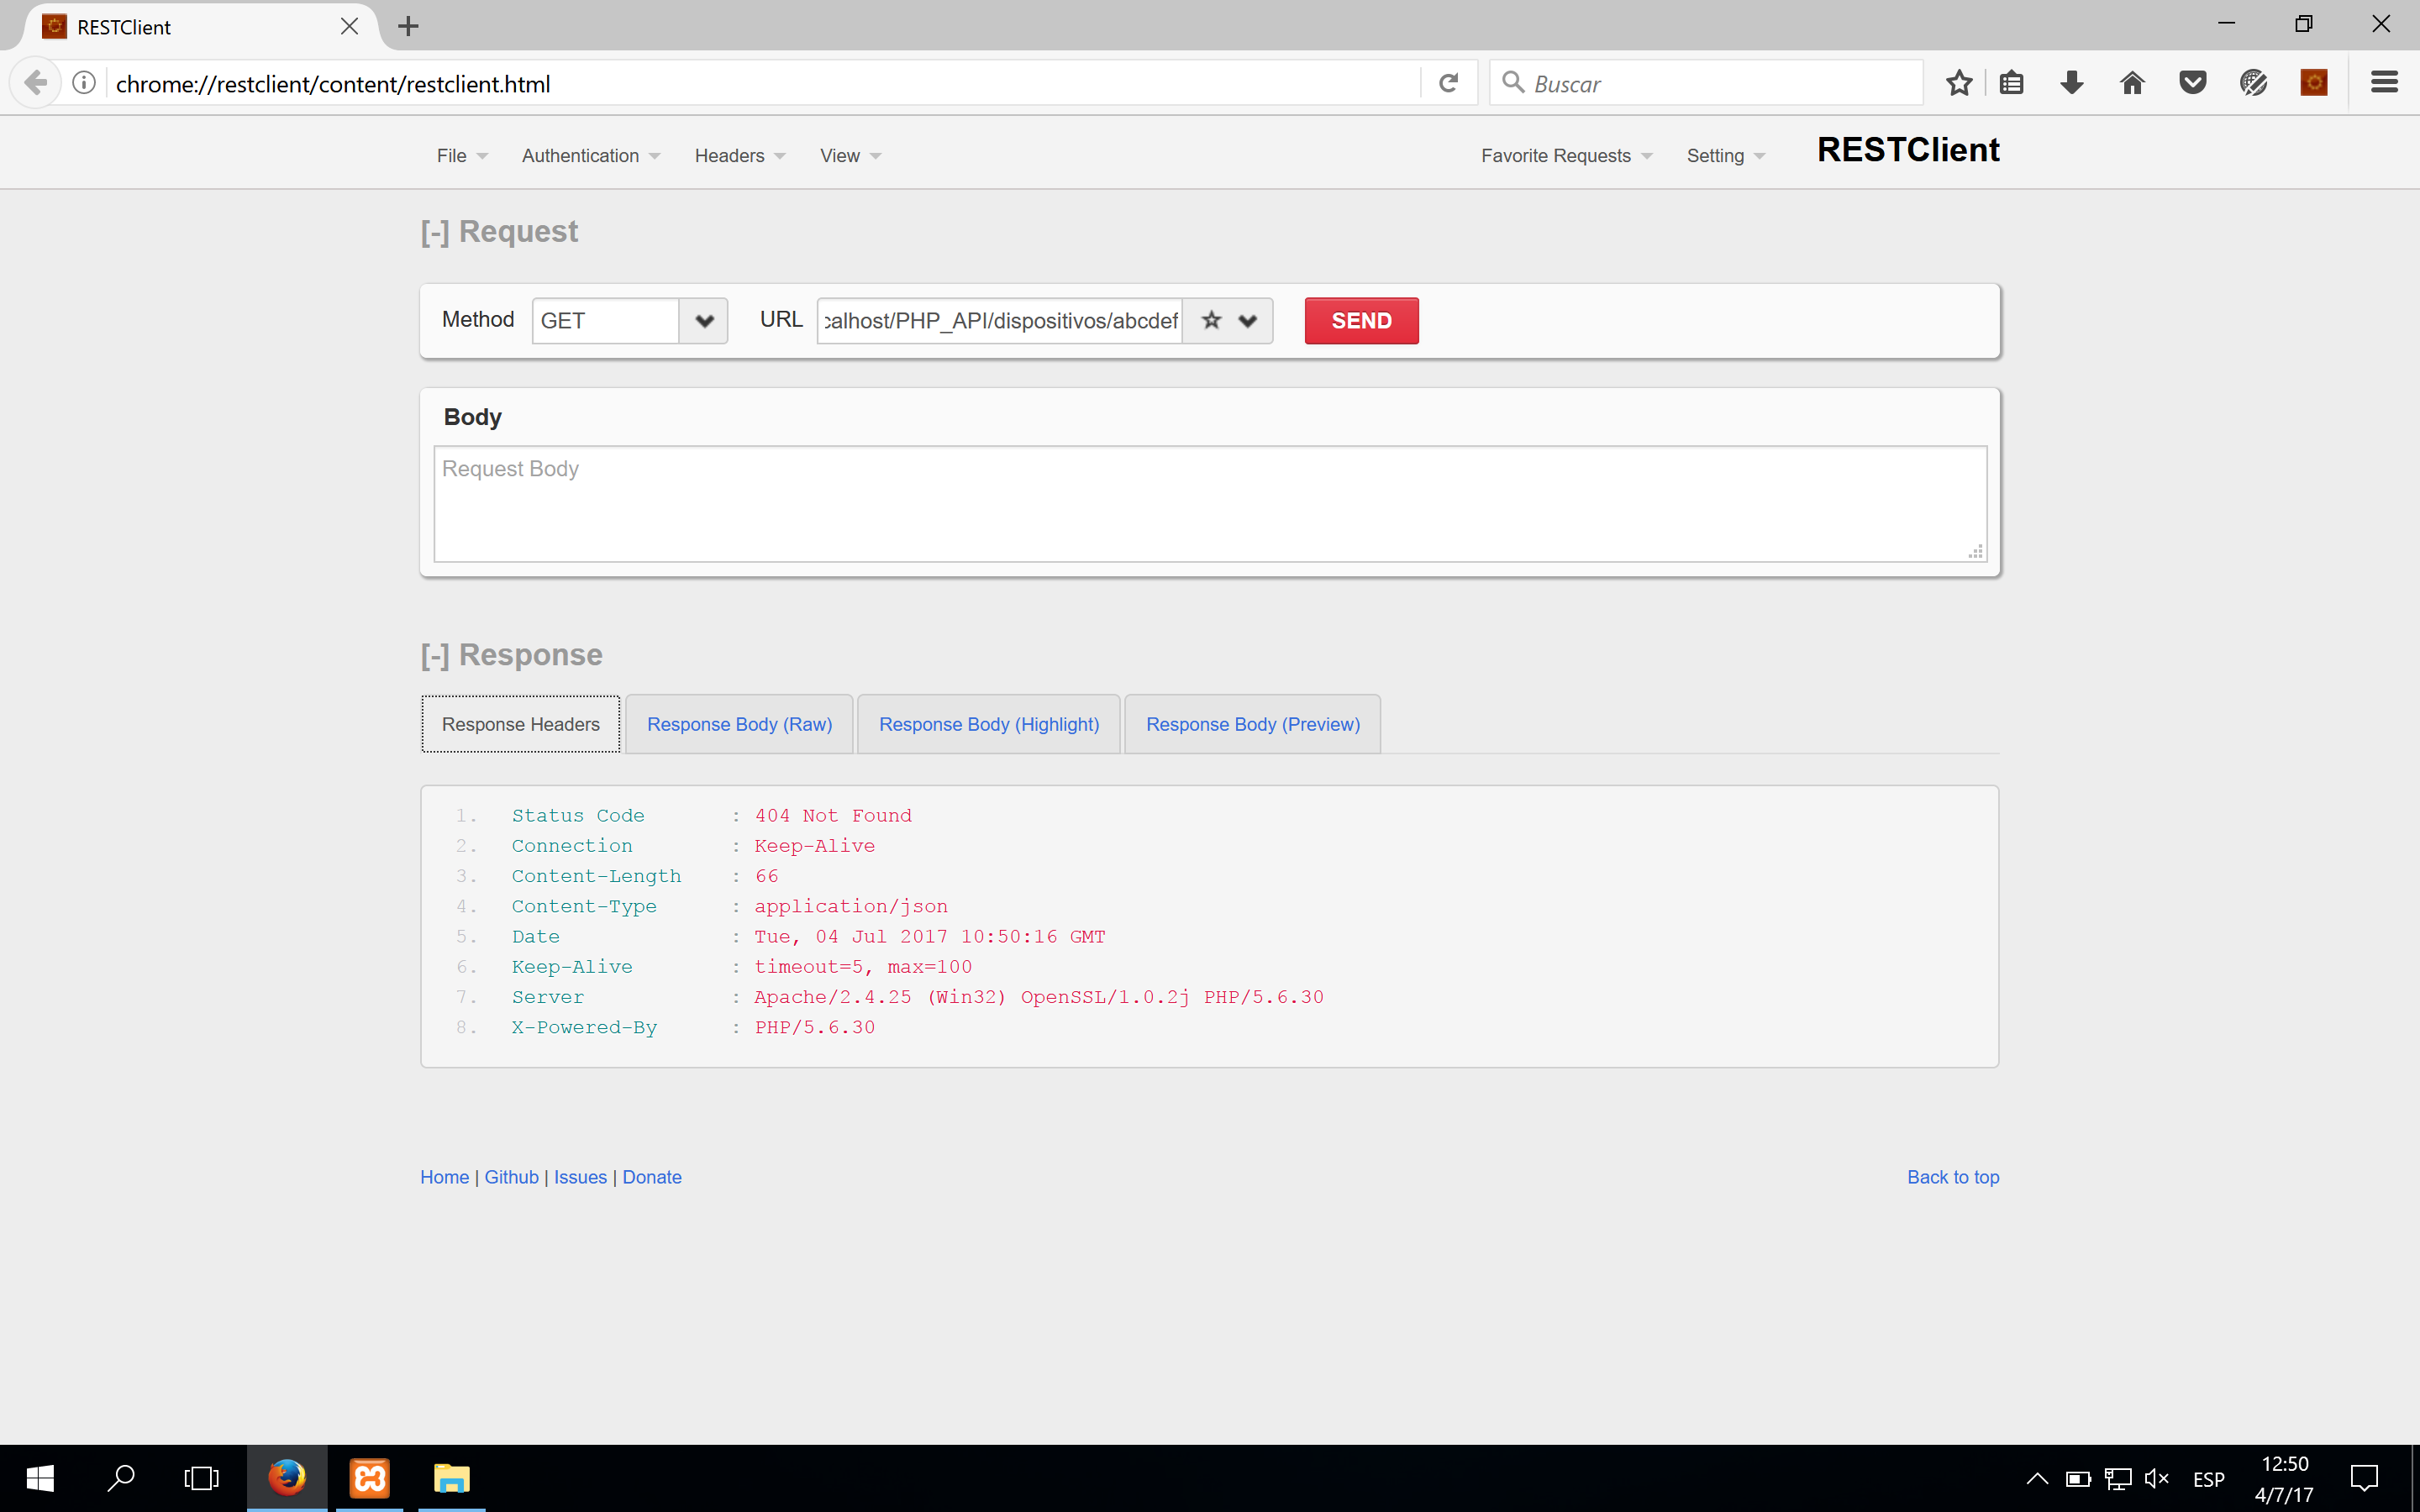 RESTClient
chrome://restclient/content/restclient.html
Buscar
File Authentication Headers View Favorite Requests Setting RESTClient
[-] Request
Method GET URL calhost/PHP_API/dispositivos/abcdef SEND
Body
Request Body
[-] Response
Response Headers Response Body (Raw) Response Body (Highlight) Response Body (Preview)
1. Status Code : 404 Not Found
2. Connection : Keep-Alive
3. Content-Length : 66
4. Content-Type : application/json
5. Date : Tue, 04 Jul 2017 10:50:16 GMT
6. Keep-Alive : timeout=5, max=100
7. Server : Apache/2.4.25 (Win32) OpenSSL/1.0.2j PHP/5.6.30
8. X-Powered-By : PHP/5.6.30
Home | Github | Issues | Donate Back to top
ESP
12:50
4/7/17